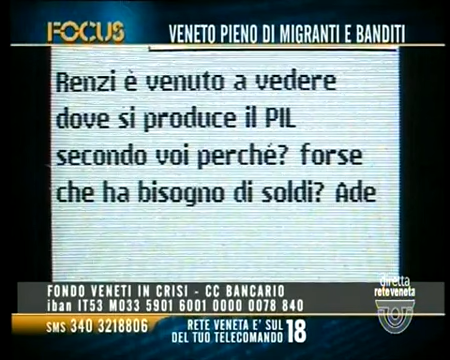 FOCUS
VENETO PIENO DI MIGRANTI E BANDITI
Renzi è venuto a vedere
dove si produce il PIL
secondo voi perché? forse
che ha bisogno di soldi? Ade
FONDO VENETI IN CRISI - CC BANCARIO
iban IT53 M033 5901 6001 0000 0078 840
diretta
reteveneta
SMS 340 3218806
RETE VENETA E' SUL
DEL TUO TELECOMANDO 18